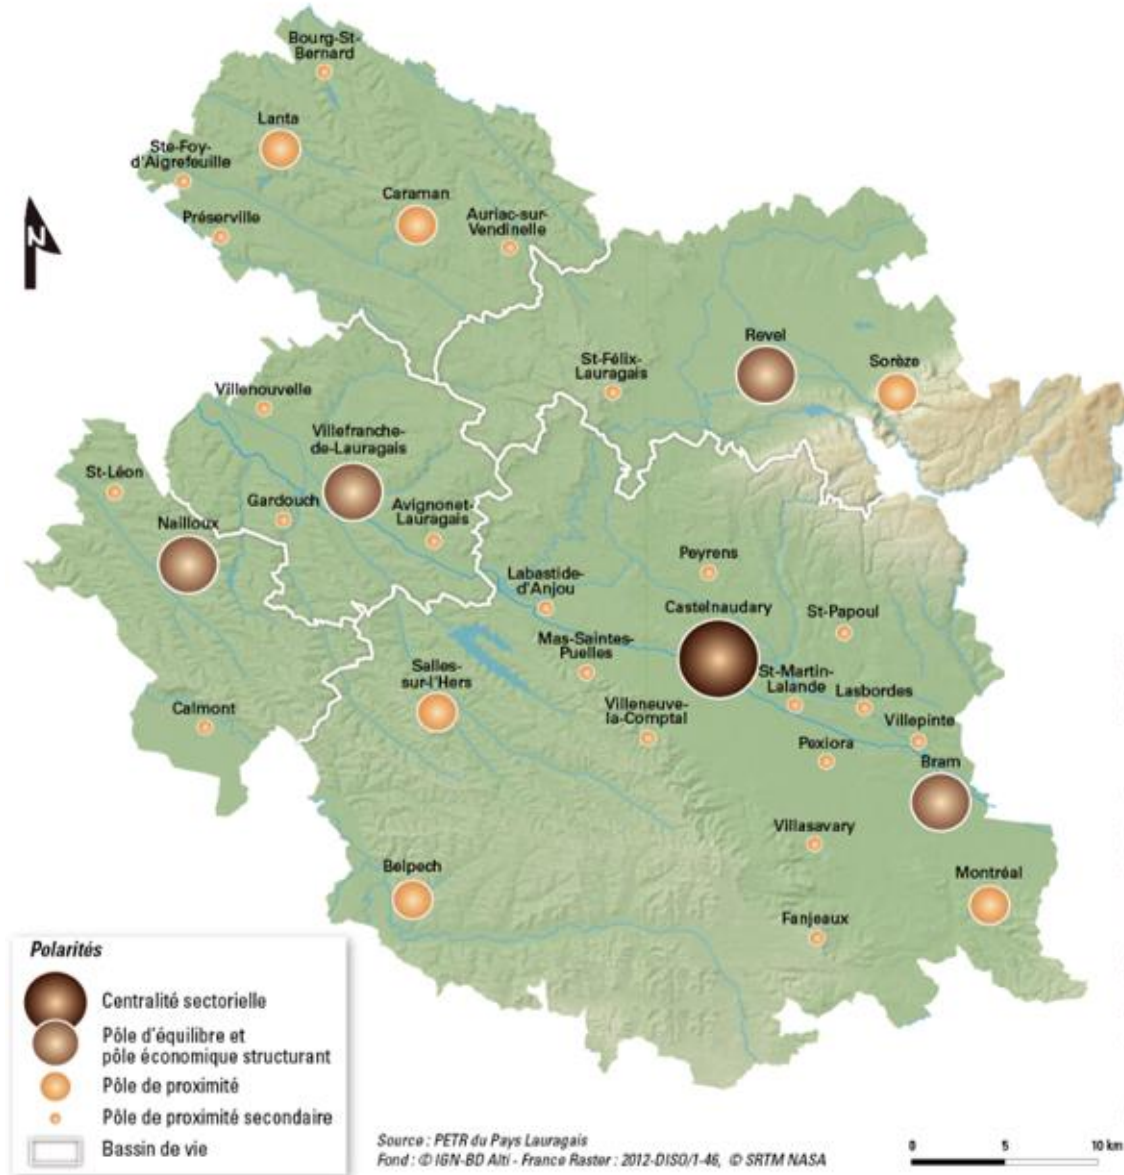 Bourg-St-
Bernard
Lanta
Ste-Foy-
d'Aigrefeuille
Caraman
Préserville
Auriac-sur-
Vendinelle
N
Revel
St-Félix-
Lauragais
Sorèze
Villenouvelle
Villefranche-
de-Lauragais
St-Léon
Gardouch
Avignonet-
Lauragais
Nailloux
Peyrens
Labastide-
d'Anjou
Castelnaudary
St-Papoul
Mas-Saintes-
Puelles
Salles-
sur-l'Hers
St-Martin-
Lalande
Lasbordes
Calmont
Villeneuve-
la-Comptal
Villepinte
Pexiora
Bram
Villasavary
Belpech
Montréal
Fanjeaux
Polarités
Centralité sectorielle
Pôle d'équilibre et
pôle économique structurant
Pôle de proximité
Pôle de proximité secondaire
Bassin de vie
Source : PETR du Pays Lauragais
Fond : © IGN-BD Alti - France Raster : 2012-DISO/1-46, © SRTM NASA
0 5 10 km